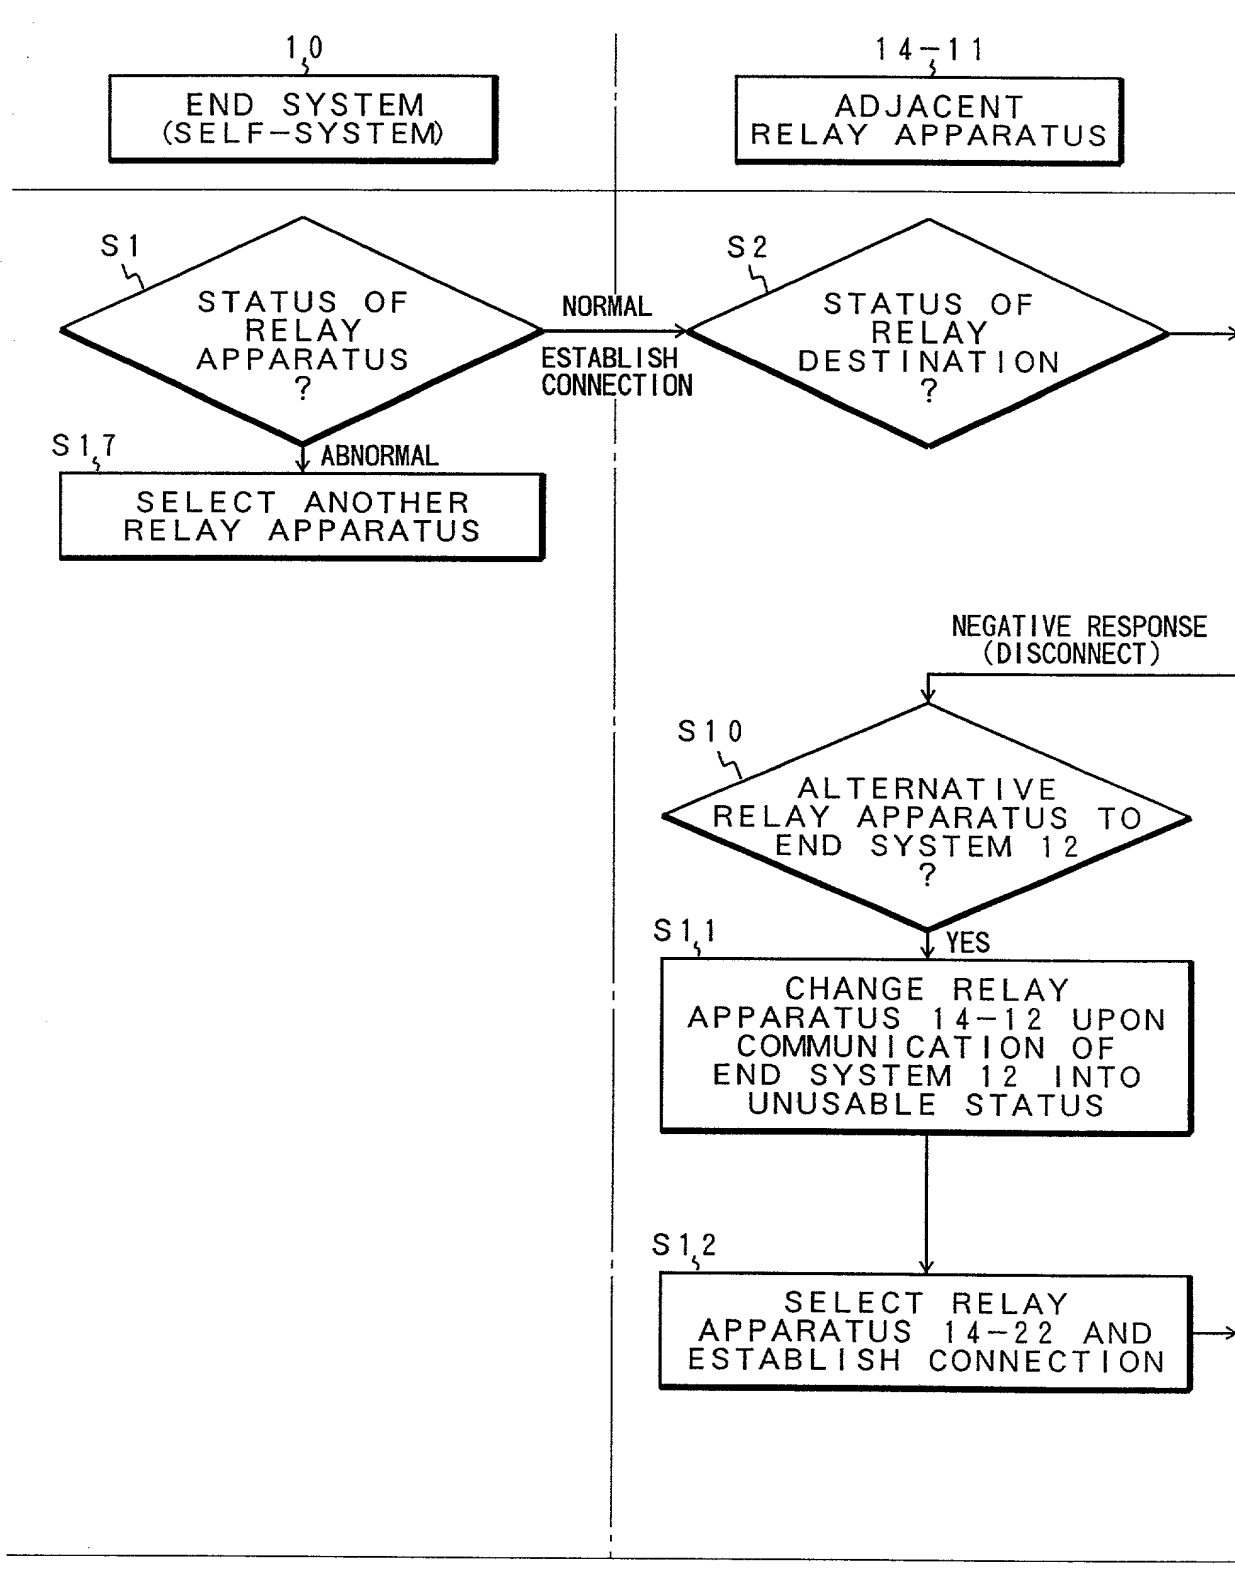 10
END SYSTEM
(SELF-SYSTEM)
14-11
ADJACENT
RELAY APPARATUS
S1
STATUS OF
RELAY
APPARATUS
?
NORMAL
ESTABLISH
CONNECTION
S2
STATUS OF
RELAY
DESTINATION
?
ABNORMAL
S17
SELECT ANOTHER
RELAY APPARATUS
NEGATIVE RESPONSE
(DISCONNECT)
S10
ALTERNATIVE
RELAY APPARATUS TO
END SYSTEM 12
?
YES
S11
CHANGE RELAY
APPARATUS 14-12 UPON
COMMUNICATION OF
END SYSTEM 12 INTO
UNUSABLE STATUS
S12
SELECT RELAY
APPARATUS 14-22 AND
ESTABLISH CONNECTION